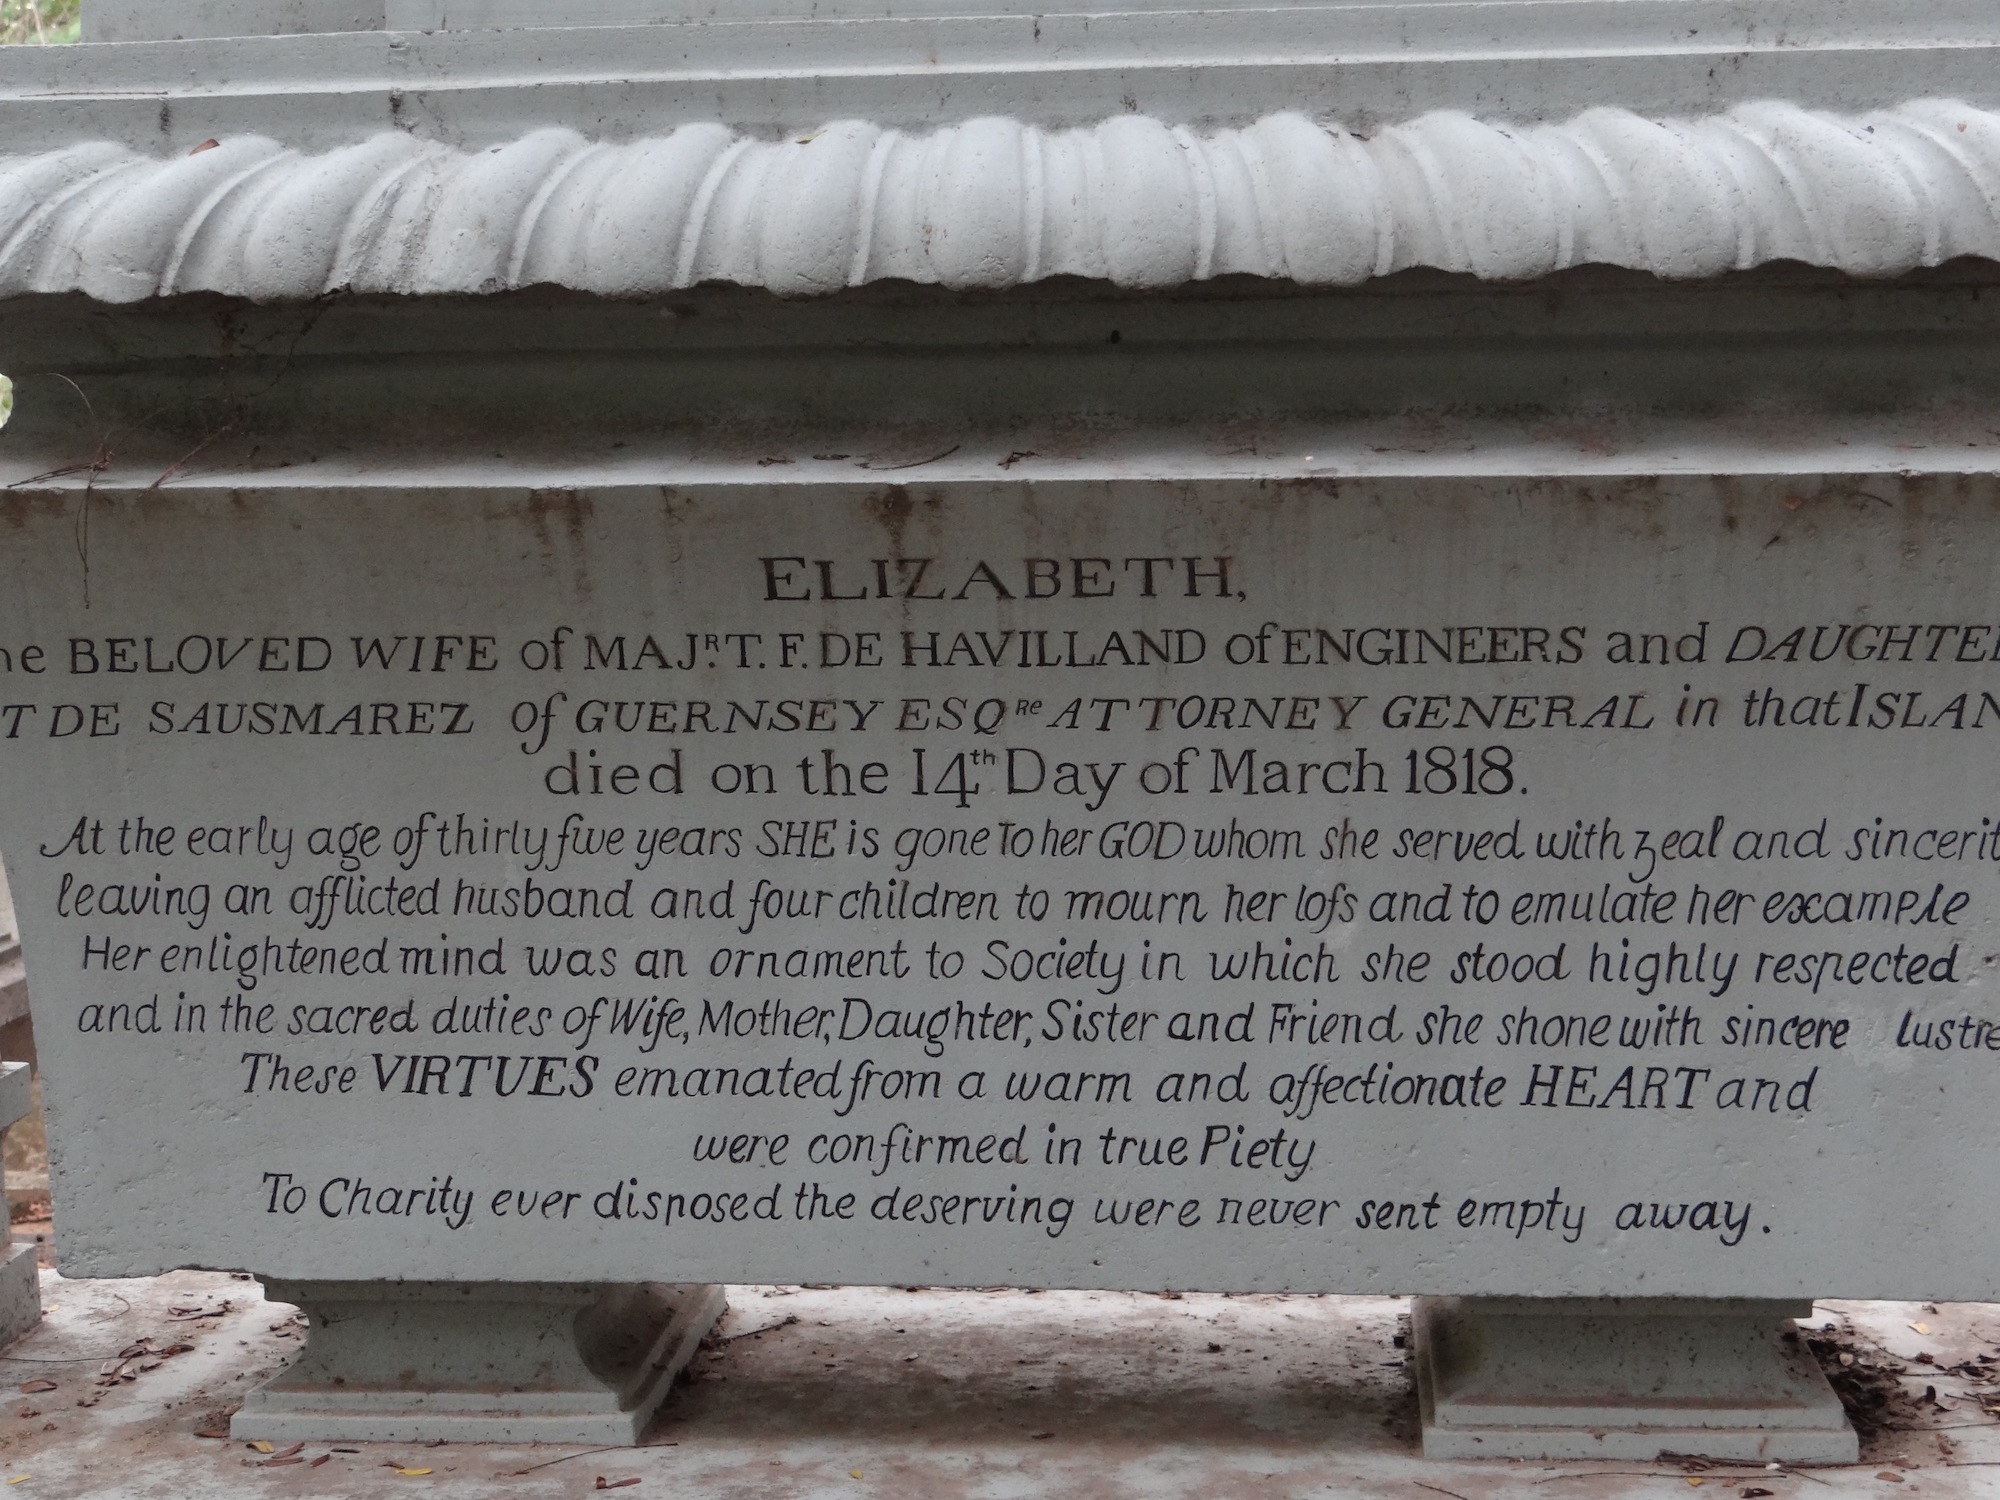 ELIZABETH,
he BELOVED WIFE of MAJR. T. F. DE HAVILLAND of ENGINEERS and DAUGHTE
T DE SAUSMAREZ of GUERNSEY ESQre ATTORNEY GENERAL in that ISLAN
died on the 14th Day of March 1818.
At the early age of thirly fwe years SHE is gone To her GOD whom she served with zeal and sincerit
leaving an afflicted husband and four children to mourn her lofs and to emulate her example
Her enlightened mind was an ornament to Society in which she stood highly respected
and in the sacred duties of Wife, Mother, Daughter, Sister and Friend she shone with sincere lustre
These VIRTUES emanated from a warm and affectionate HEART and
were confirmed in true Piety
To Charity ever disposed the deserving were never sent empty away.